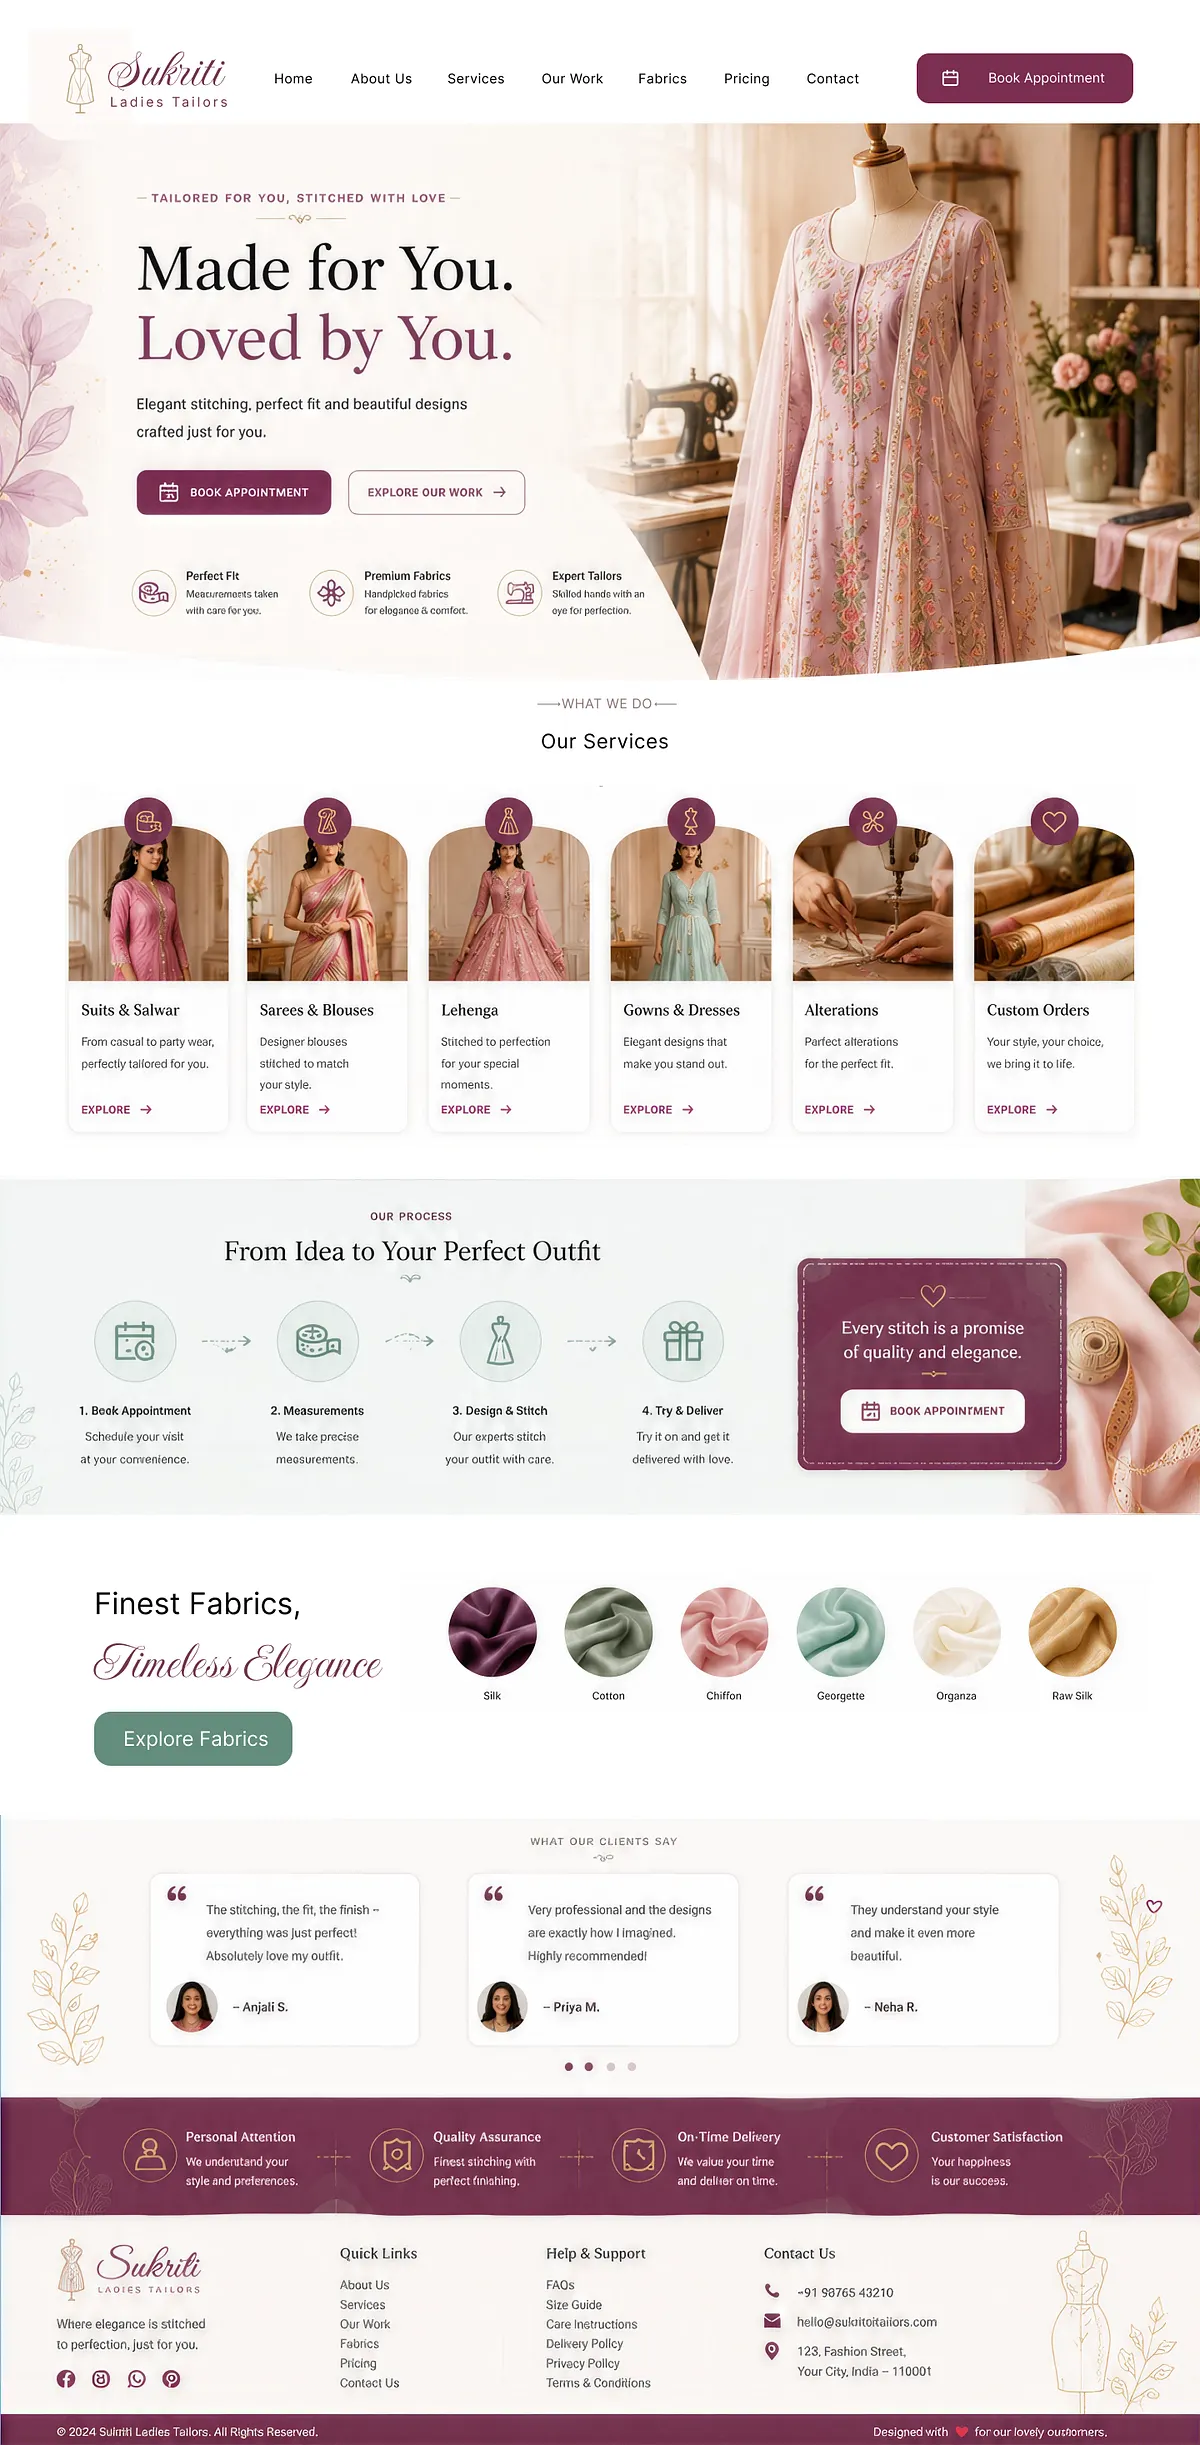 Sukriti
Ladies Tailors
Home
About Us
Services
Our Work
Fabrics
Pricing
Contact
Book Appointment
TAILORED FOR YOU, STITCHED WITH LOVE
Made for You.
Loved by You.
Elegant stitching, perfect fit and beautiful designs
crafted just for you.
BOOK APPOINTMENT
EXPLORE OUR WORK
Perfect Fit
Measurements taken
with care for you.
Premium Fabrics
Handpicked fabrics
for elegance & comfort.
Expert Tailors
Skilled hands with an
eye for perfection.
WHAT WE DO
Our Services
Suits & Salwar
From casual to party wear,
perfectly tailored for you.
EXPLORE
Sarees & Blouses
Designer blouses
stitched to match
your style.
EXPLORE
Lehenga
Stitched to perfection
for your special
moments.
EXPLORE
Gowns & Dresses
Elegant designs that
make you stand out.
EXPLORE
Alterations
Perfect alterations
for the perfect fit.
EXPLORE
Custom Orders
Your style, your choice,
we bring it to life.
EXPLORE
OUR PROCESS
From Idea to Your Perfect Outfit
1. Book Appointment
Schedule your visit
at your convenience.
2. Measurements
We take precise
measurements.
3. Design & Stitch
Our experts stitch
your outfit with care.
4. Try & Deliver
Try it on and get it
delivered with love.
Every stitch is a promise
of quality and elegance.
BOOK APPOINTMENT
Finest Fabrics,
Timeless Elegance
Explore Fabrics
Silk
Cotton
Chiffon
Georgette
Organza
Raw Silk
WHAT OUR CLIENTS SAY
“
The stitching, the fit, the finish –
everything was just perfect!
Absolutely love my outfit.
– Anjali S.
“
Very professional and the designs
are exactly how I imagined.
Highly recommended!
– Priya M.
“
They understand your style
and make it even more
beautiful.
– Neha R.
Personal Attention
We understand your
style and preferences.
Quality Assurance
Finest stitching with
perfect finishing.
On-Time Delivery
We value your time
and deliver on time.
Customer Satisfaction
Your happiness
is our success.
Sukriti
LADIES TAILORS
Where elegance is stitched
to perfection, just for you.
Quick Links
About Us
Services
Our Work
Fabrics
Pricing
Contact Us
Help & Support
FAQs
Size Guide
Care Instructions
Delivery Policy
Privacy Policy
Terms & Conditions
Contact Us
+91 98765 43210
123, Fashion Street,
Your City, India – 110001
© 2024 Sukriti Ladies Tailors. All Rights Reserved.
Designed with ❤ for our lovely customers.